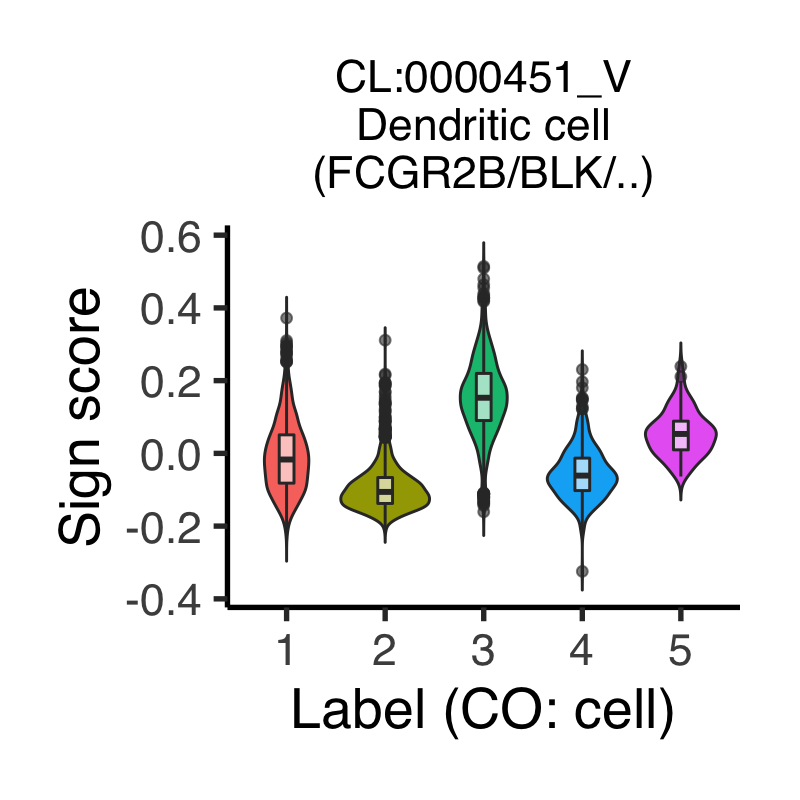 CL:0000451_V
Dendritic cell
(FCGR2B/BLK/..)
Sign score
0.6
0.4
0.2
0.0
-0.2
-0.4
1 2 3 4 5
Label (CO: cell)